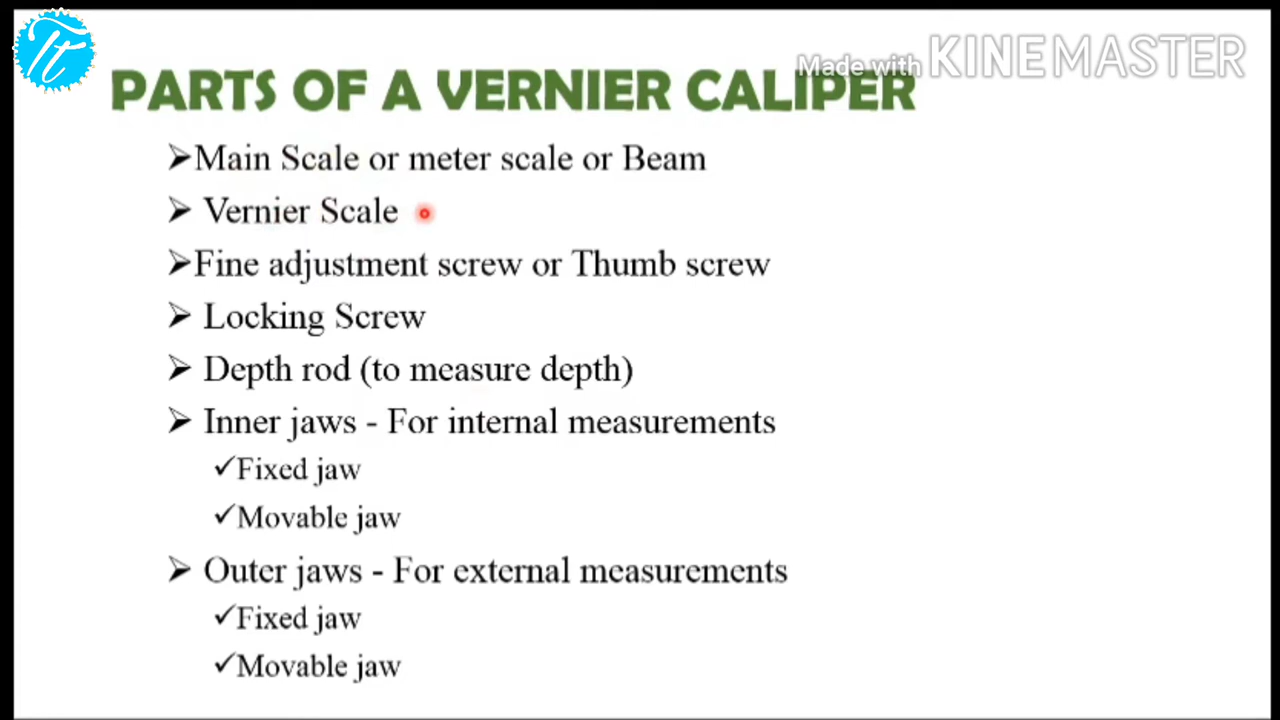 Tt
Made with KINEMASTER
PARTS OF A VERNIER CALIPER
➢Main Scale or meter scale or Beam
➢ Vernier Scale
➢Fine adjustment screw or Thumb screw
➢ Locking Screw
➢ Depth rod (to measure depth)
➢ Inner jaws - For internal measurements
✓Fixed jaw
✓Movable jaw
➢ Outer jaws - For external measurements
✓Fixed jaw
✓Movable jaw